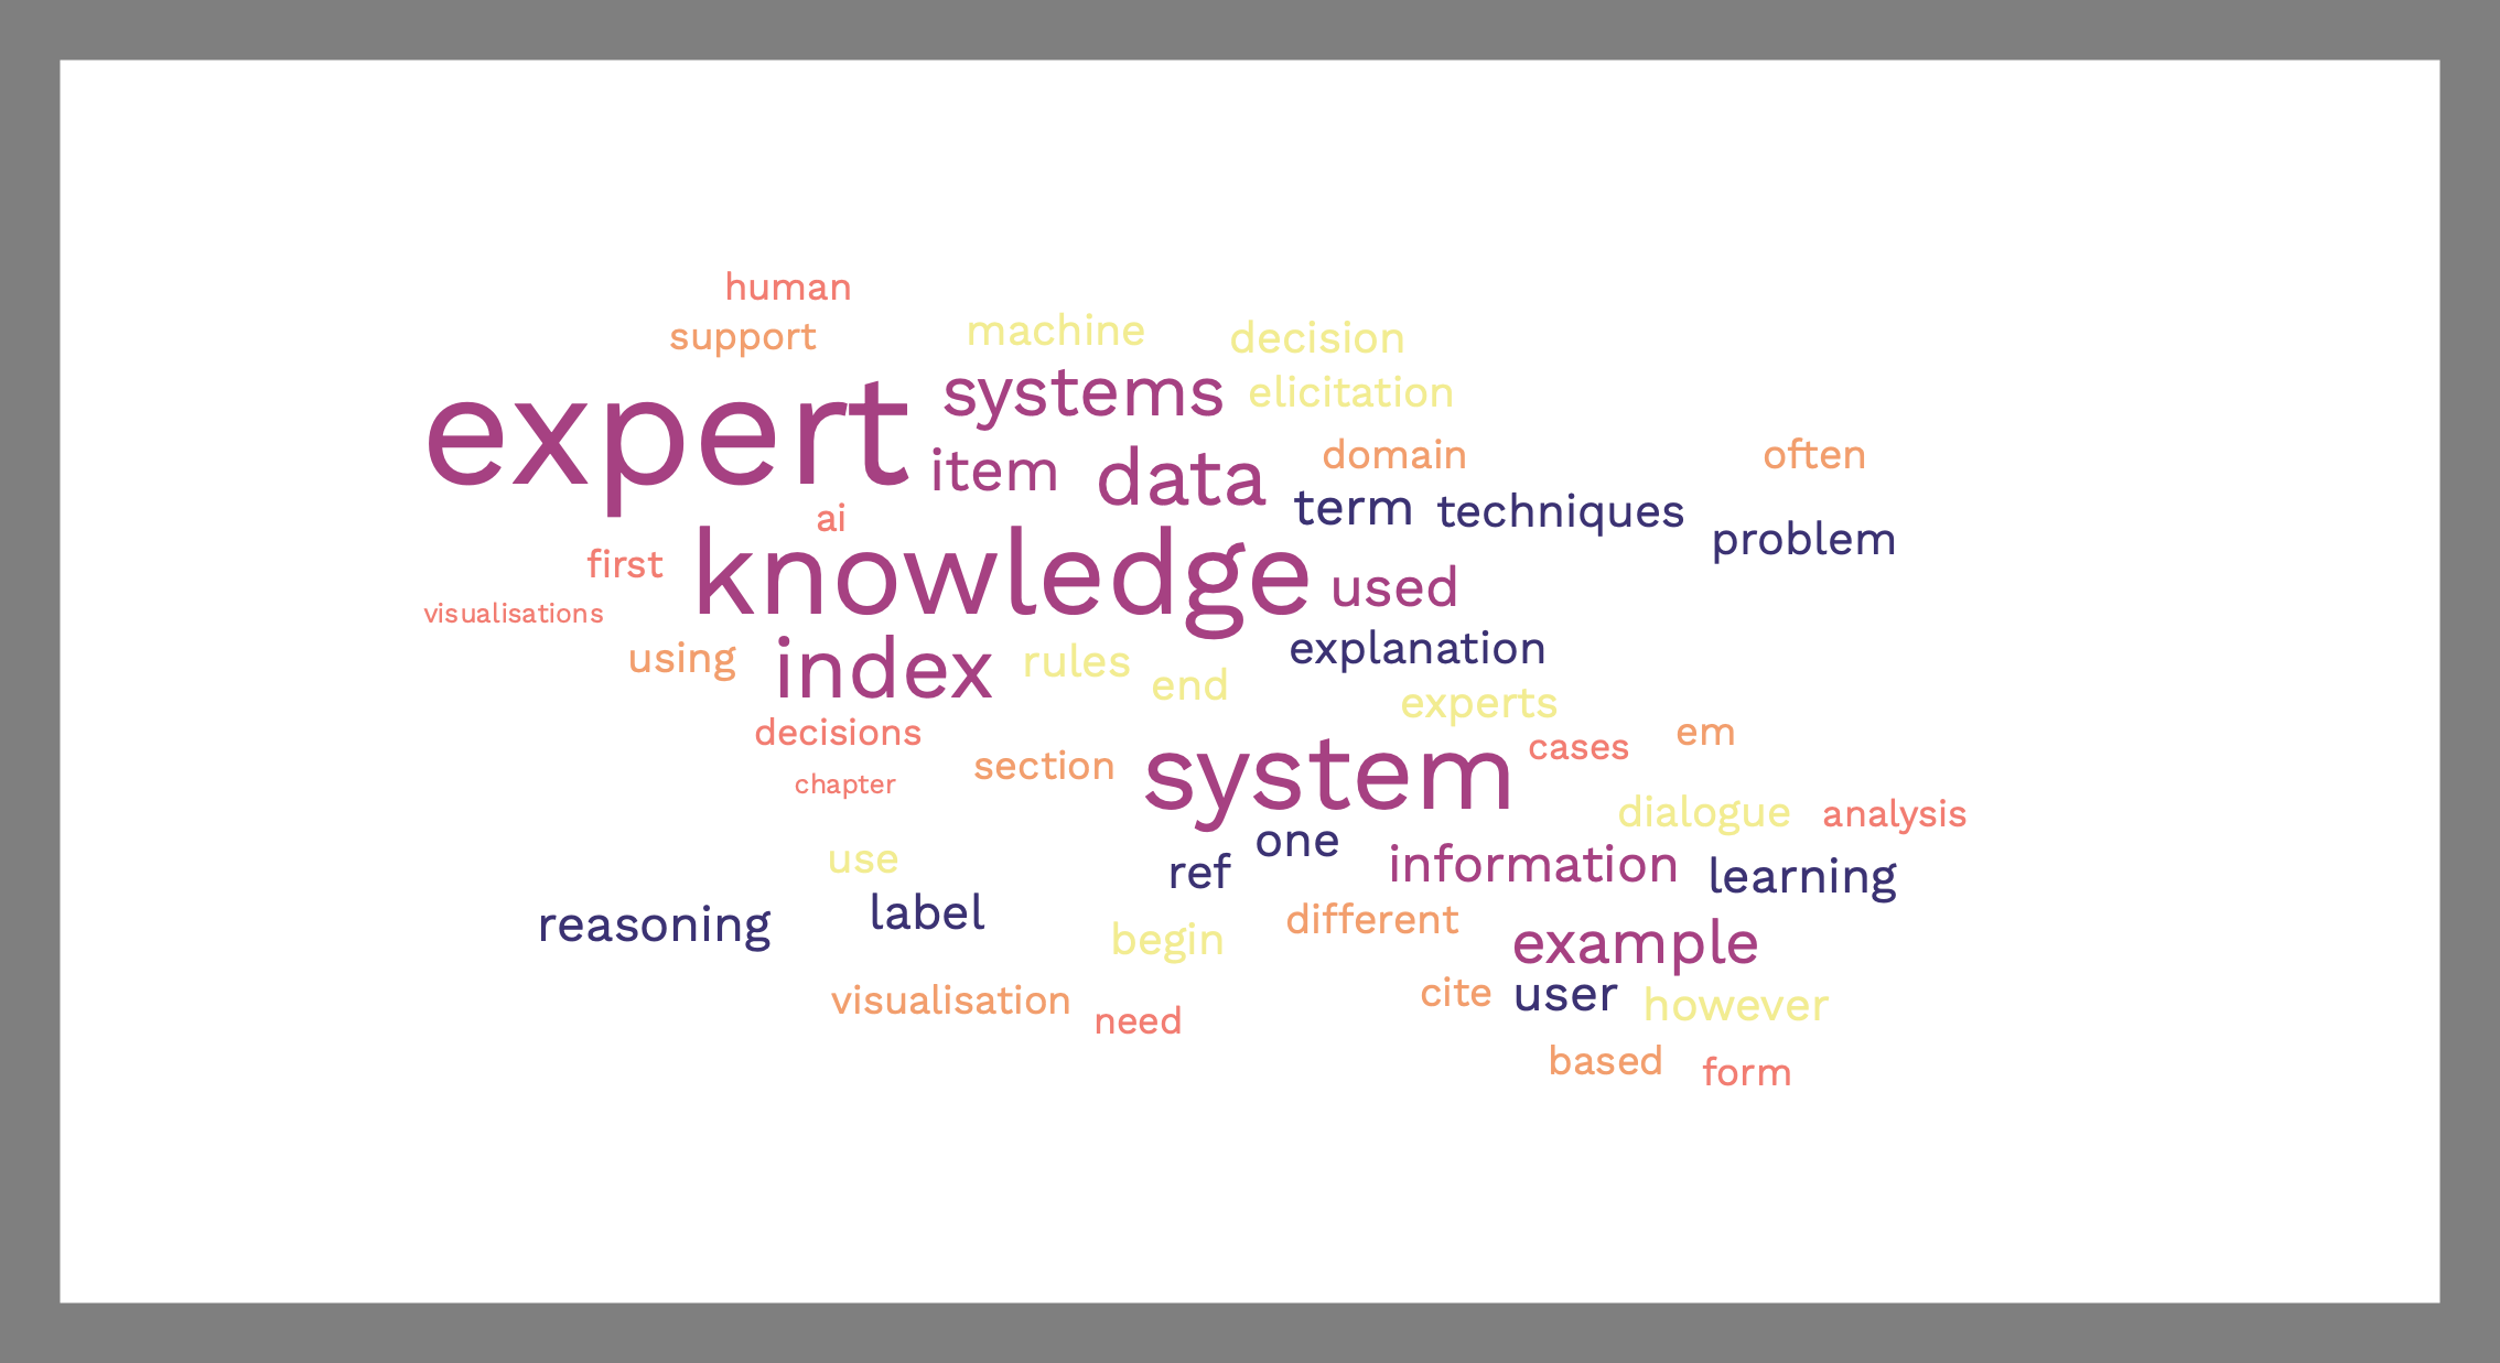 human
support
machine
decision
systems
elicitation
expert
item
data
domain
often
ai
term
techniques
problem
first
knowledge
used
visualisations
using
index
rules
end
explanation
experts
decisions
section
system
cases
em
chapter
dialogue
analysis
use
ref
one
information
learning
reasoning
label
begin
different
example
visualisation
need
cite
user
however
based
form